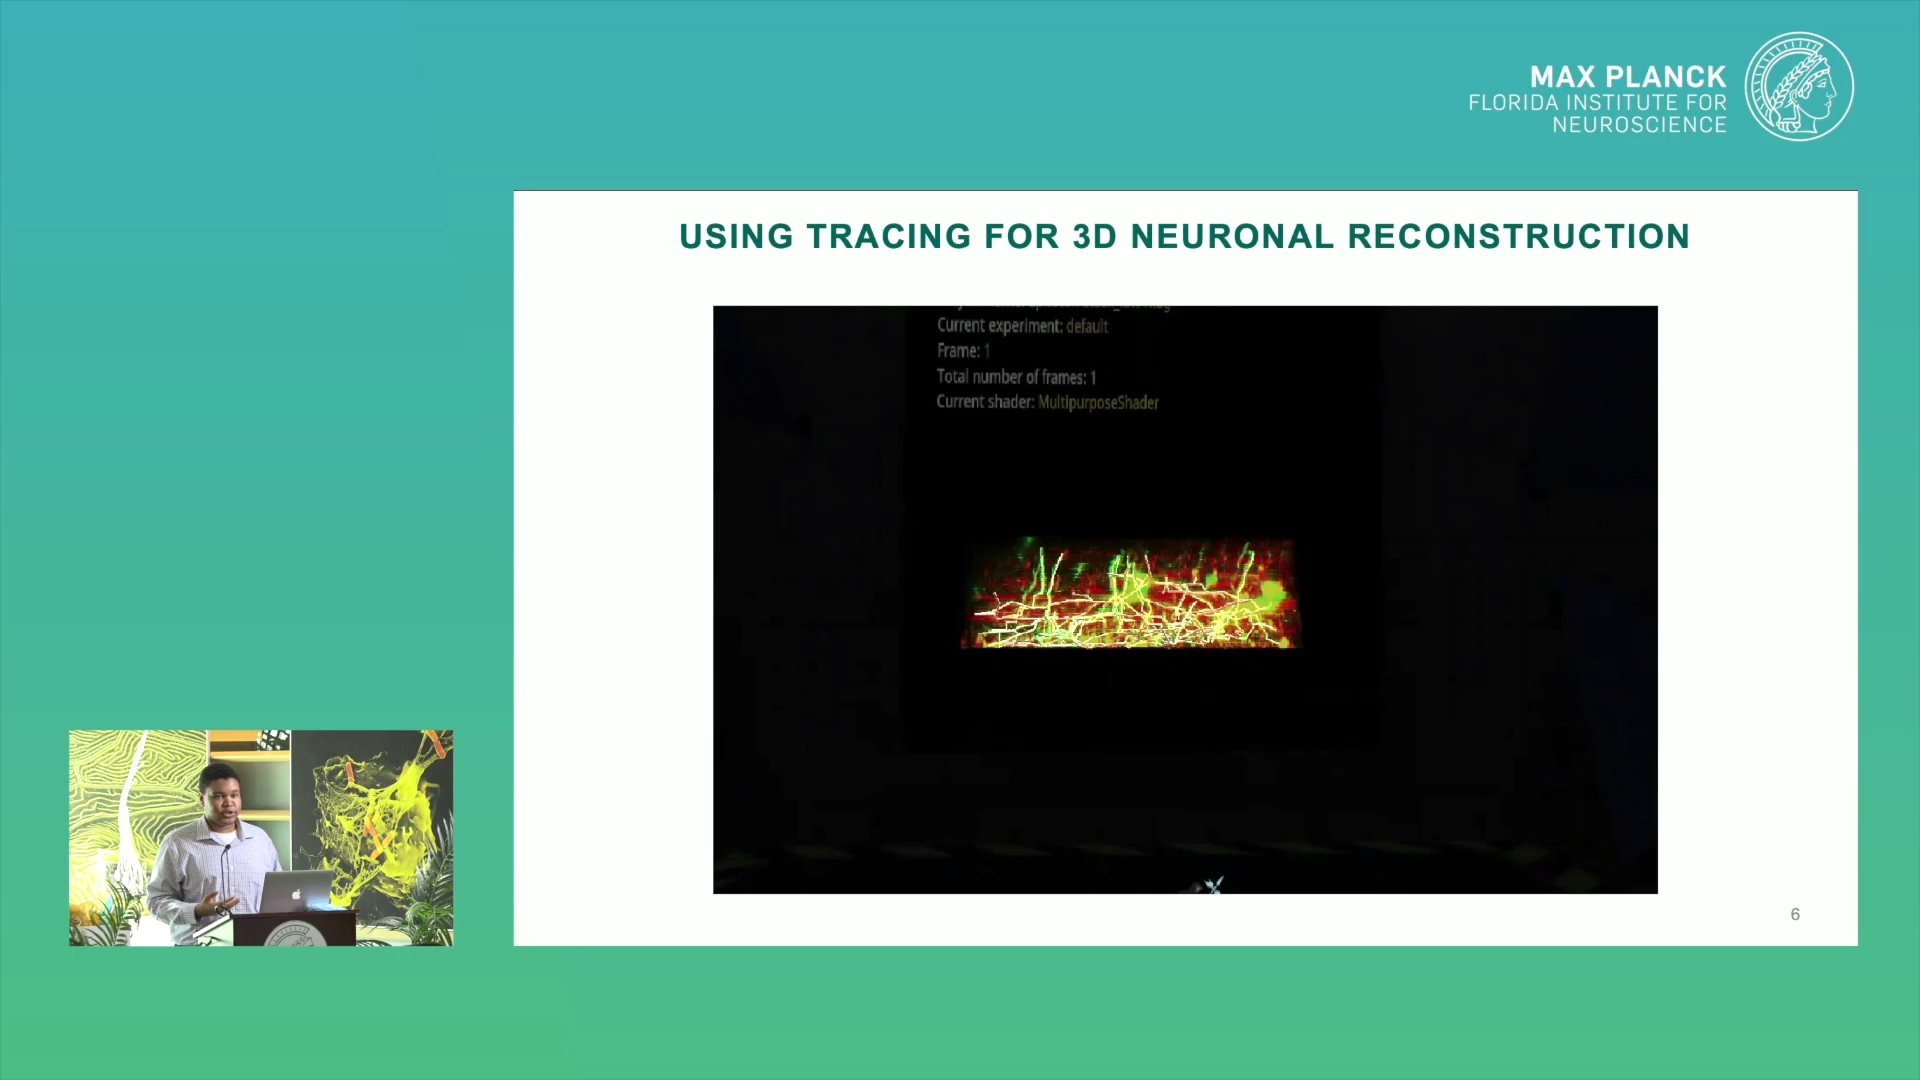 MAX PLANCK
FLORIDA INSTITUTE FOR
NEUROSCIENCE
USING TRACING FOR 3D NEURONAL RECONSTRUCTION
Current experiment: default
Frame: 1
Total number of frames: 1
Current shader: MultipurposeShader
6